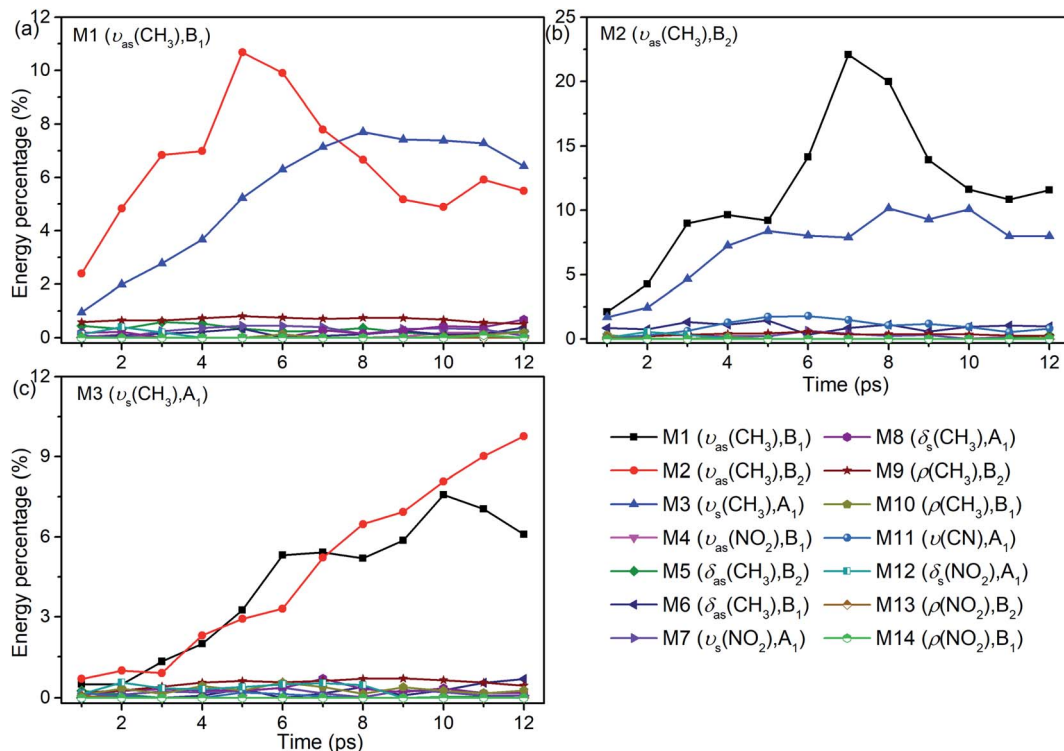 (a)
M1 (υas(CH3),B1)
Energy percentage (%)
12
10
8
6
4
2
0
2 4 6 8 10 12
(b)
M2 (υas(CH3),B2)
25
20
15
10
5
0
2 4 6 8 10 12
Time (ps)
(c)
M3 (υs(CH3),A1)
Energy percentage (%)
12
9
6
3
0
2 4 6 8 10 12
Time (ps)
M1 (υas(CH3),B1)
M2 (υas(CH3),B2)
M3 (υs(CH3),A1)
M4 (υas(NO2),B1)
M5 (δas(CH3),B2)
M6 (δas(CH3),B1)
M7 (υs(NO2),A1)
M8 (δs(CH3),A1)
M9 (ρ(CH3),B2)
M10 (ρ(CH3),B1)
M11 (υ(CN),A1)
M12 (δs(NO2),A1)
M13 (ρ(NO2),B2)
M14 (ρ(NO2),B1)